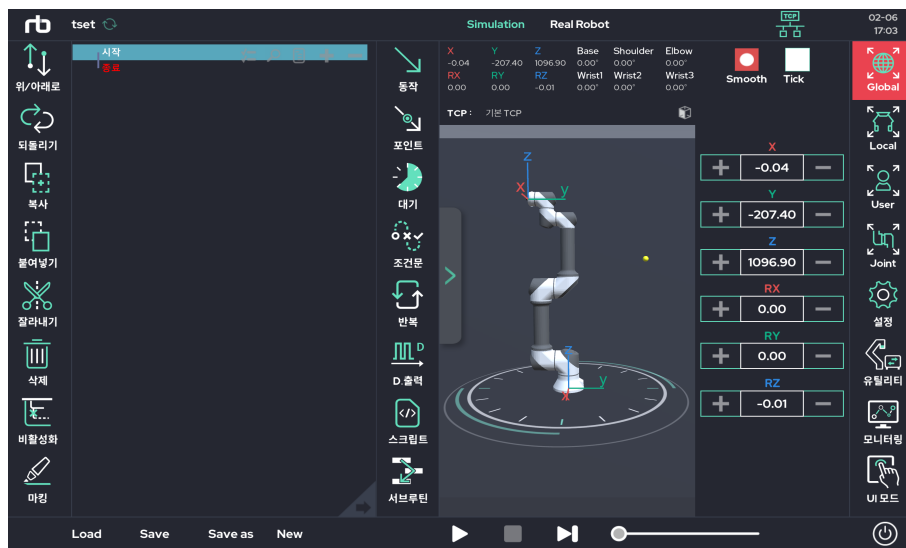 rb
tset
Simulation
Real Robot
TCP
02-06
17:03
위/아래로
되돌리기
복사
붙여넣기
잘라내기
삭제
비활성화
마킹
시작
종료
동작
포인트
대기
조건문
반복
D
D.출력
스크립트
서브루틴
X Y Z Base Shoulder Elbow
-0.04 -207.40 1096.90 0.00° 0.00° 0.00°
RX RY RZ Wrist1 Wrist2 Wrist3
0.00 0.00 -0.01 0.00° 0.00° 0.00°
TCP : 기본 TCP
Z
X
y
Z
y
X
Smooth
Tick
X
-0.04
Y
-207.40
Z
1096.90
RX
0.00
RY
0.00
RZ
-0.01
Global
Local
User
Joint
설정
유틸리티
모니터링
UI 모드
Load
Save
Save as
New